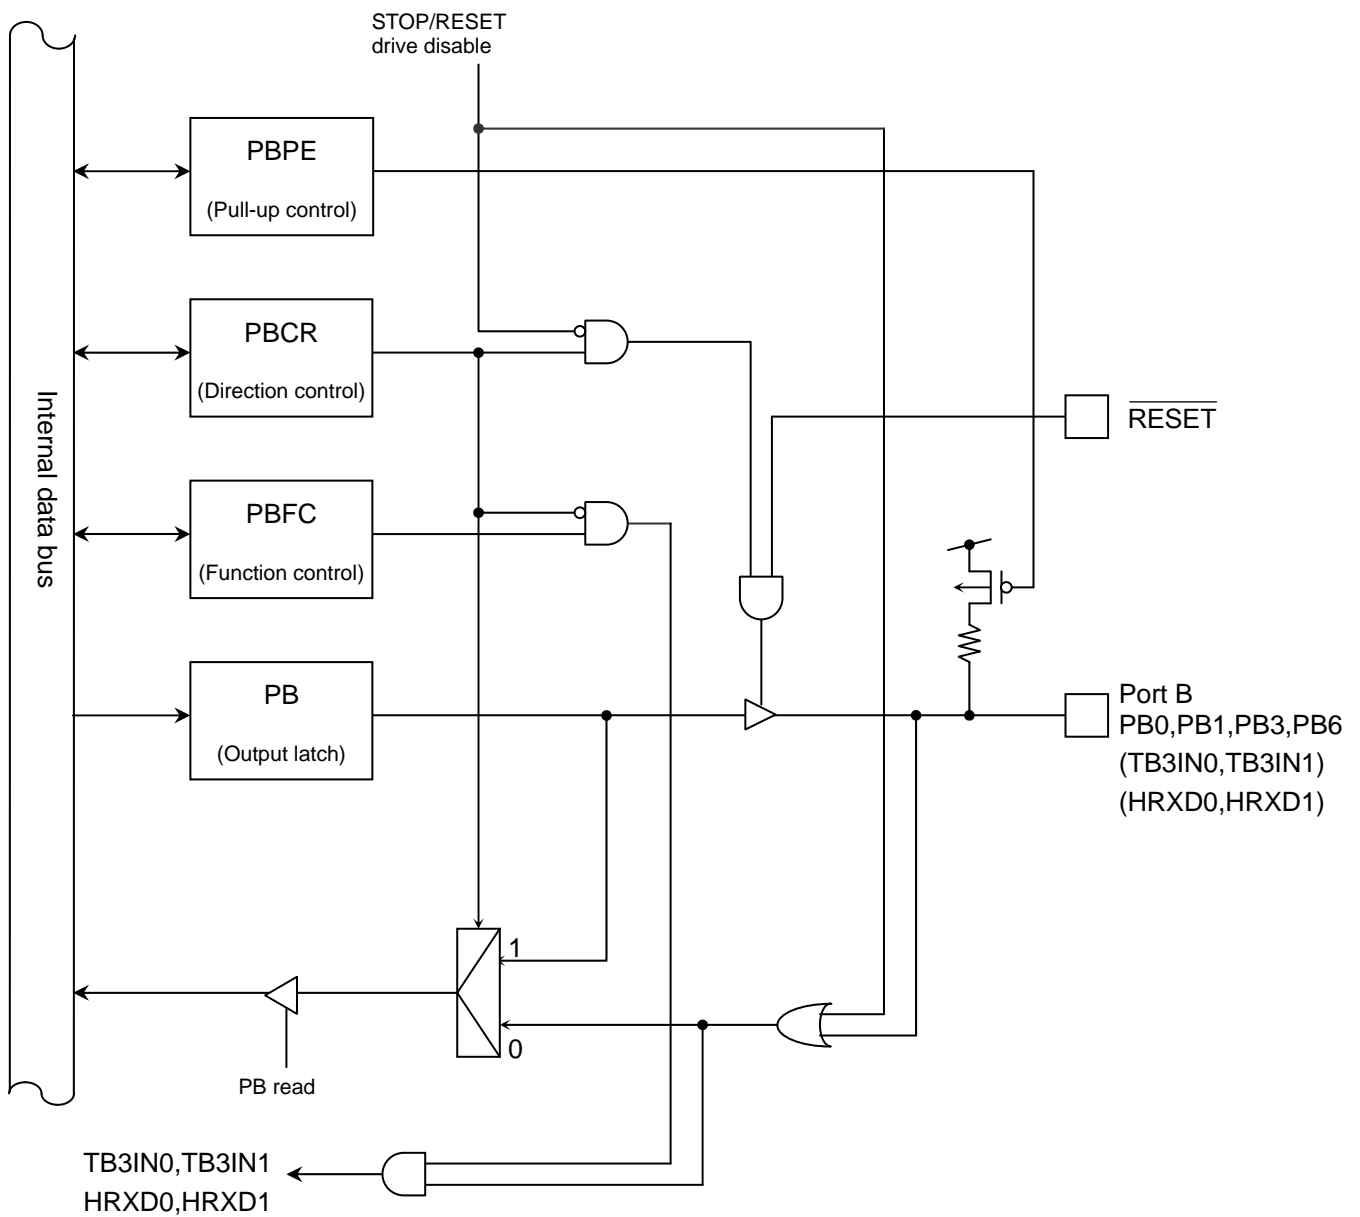 STOP/RESET
drive disable
PBPE
(Pull-up control)
PBCR
(Direction control)
Internal data bus
RESET
PBFC
(Function control)
PB
(Output latch)
Port B
PB0,PB1,PB3,PB6
(TB3IN0,TB3IN1)
(HRXD0,HRXD1)
1
0
PB read
TB3IN0,TB3IN1
HRXD0,HRXD1